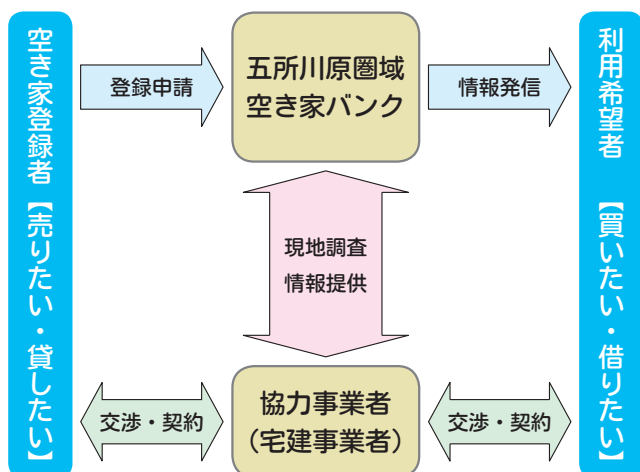 空き家登録者【売りたい・貸したい】
登録申請
五所川原圏域
空き家バンク
情報発信
利用希望者　【買いたい・借りたい】
現地調査
情報提供
交渉・契約
協力事業者
（宅建事業者）
交渉・契約